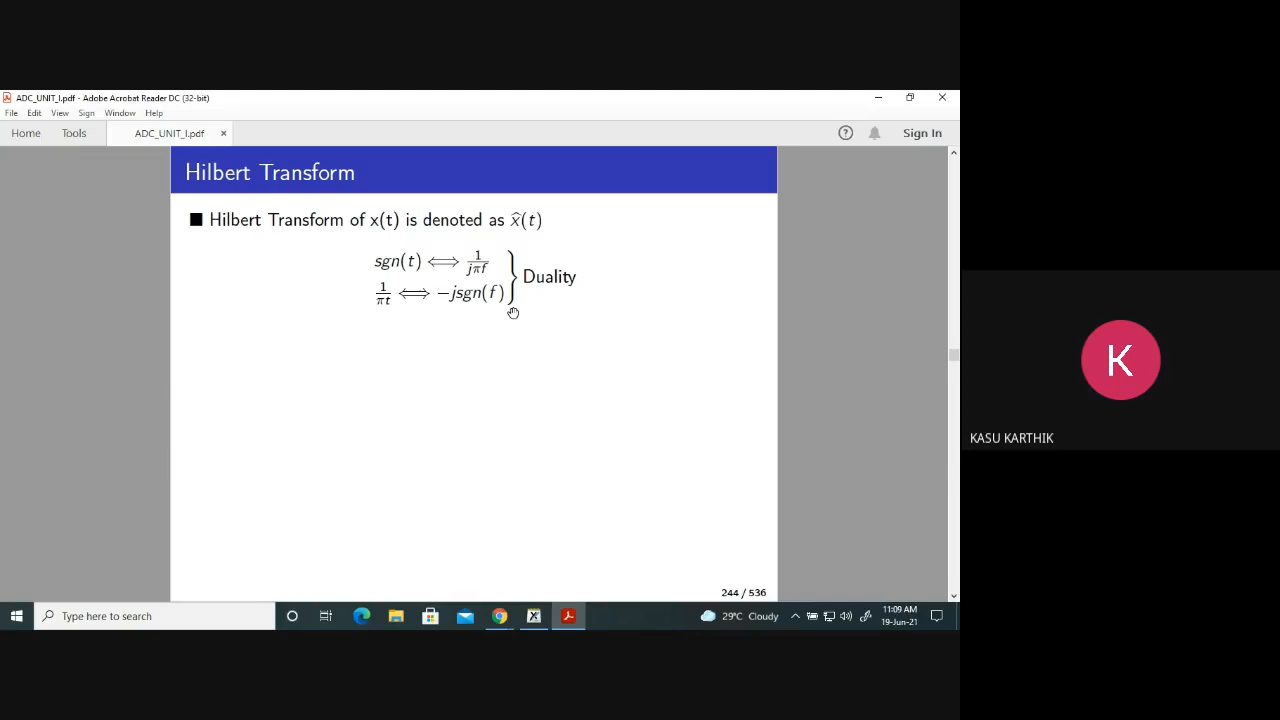 ADC_UNIT_I.pdf - Adobe Acrobat Reader DC (32-bit)
File Edit View Sign Window Help
Home Tools ADC_UNIT_I.pdf × ? Sign In
Hilbert Transform
■ Hilbert Transform of x(t) is denoted as x̂(t)
sgn(t) ⟺ 1/jπf
1/πt ⟺ −jsgn(f)
} Duality
244 / 536
K
KASU KARTHIK
Type here to search
29°C Cloudy
11:09 AM
19-Jun-21